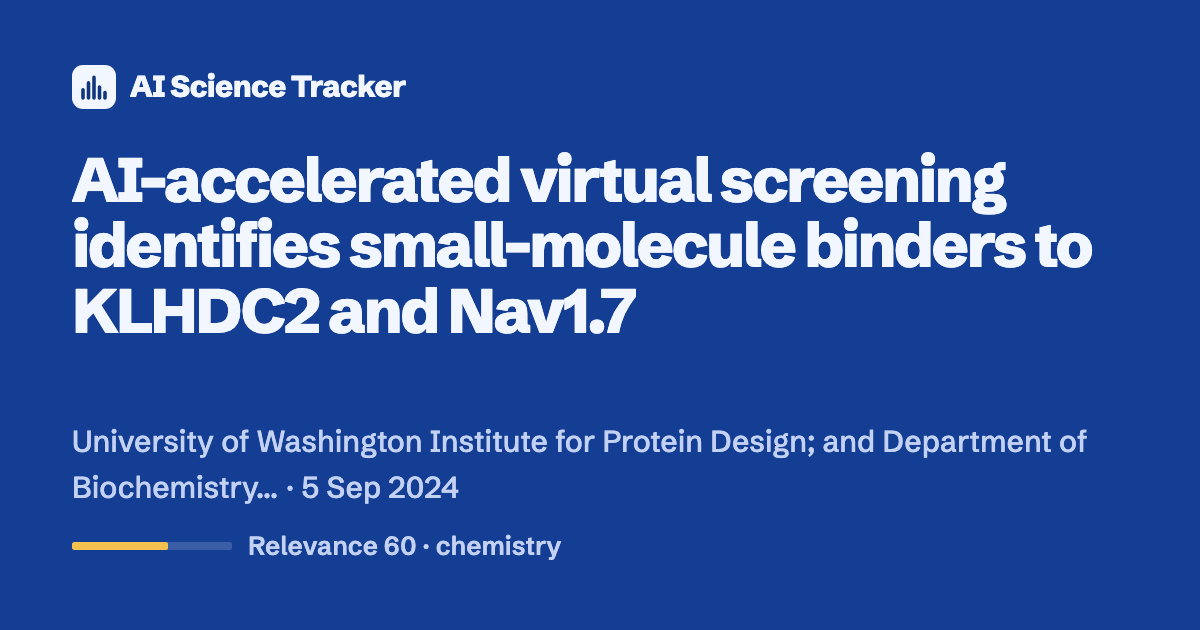 AI Science Tracker
AI-accelerated virtual screening
identifies small-molecule binders to
KLHDC2 and Nav1.7
University of Washington Institute for Protein Design; and Department of
Biochemistry... · 5 Sep 2024
Relevance 60 · chemistry